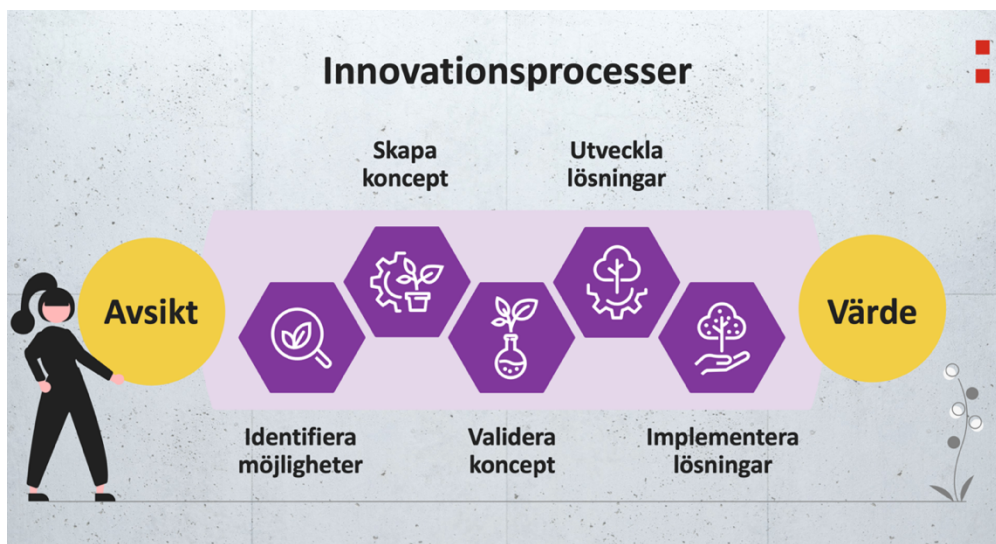 Innovationsprocesser
Skapa
koncept
Utveckla
lösningar
Avsikt
Värde
Identifiera
möjligheter
Validera
koncept
Implementera
lösningar